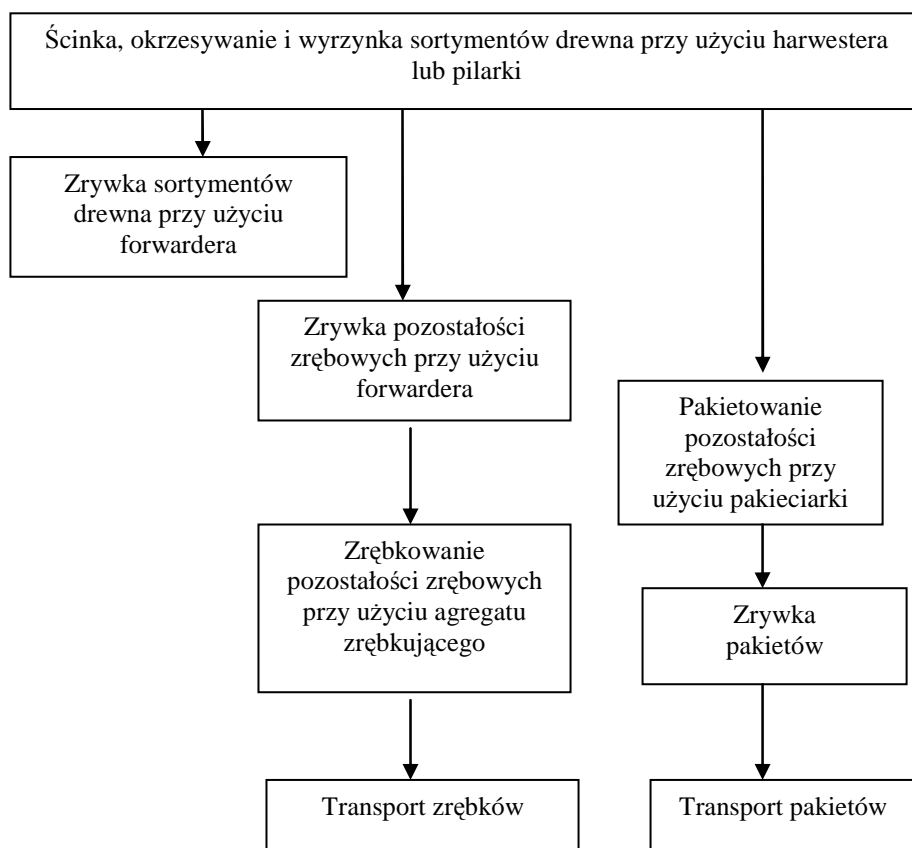 Ścinka, okrzesywanie i wyrzynka sortymentów drewna przy użyciu harwestera
lub pilarki
Zrywka sortymentów
drewna przy użyciu
forwardera
Zrywka pozostałości
zrębowych przy użyciu
forwardera
Pakietowanie
pozostałości
zrębowych przy
użyciu pakieciarki
Zrębkowanie
pozostałości zrębowych
przy użyciu agregatu
zrębkującego
Zrywka
pakietów
Transport zrębków
Transport pakietów